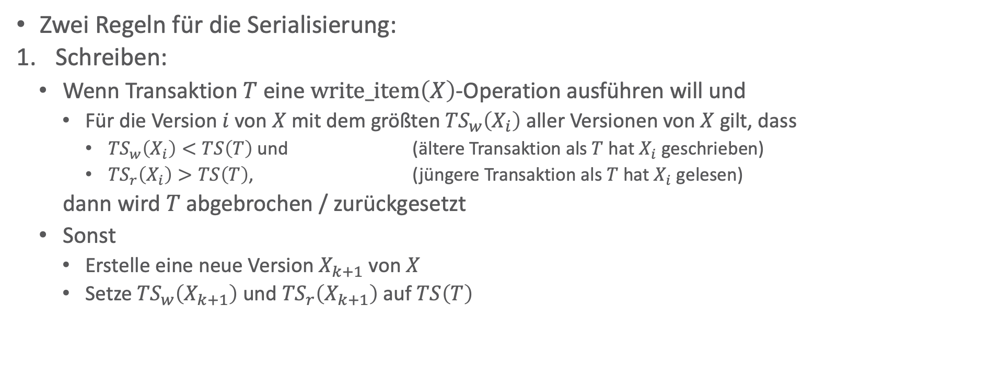 • Zwei Regeln für die Serialisierung:
1. Schreiben:
• Wenn Transaktion T eine write_item(X)-Operation ausführen will und
• Für die Version i von X mit dem größten TS_w(X_i) aller Versionen von X gilt, dass
• TS_w(X_i) < TS(T) und (ältere Transaktion als T hat X_i geschrieben)
• TS_r(X_i) > TS(T), (jüngere Transaktion als T hat X_i gelesen)
dann wird T abgebrochen / zurückgesetzt
• Sonst
• Erstelle eine neue Version X_{k+1} von X
• Setze TS_w(X_{k+1}) und TS_r(X_{k+1}) auf TS(T)